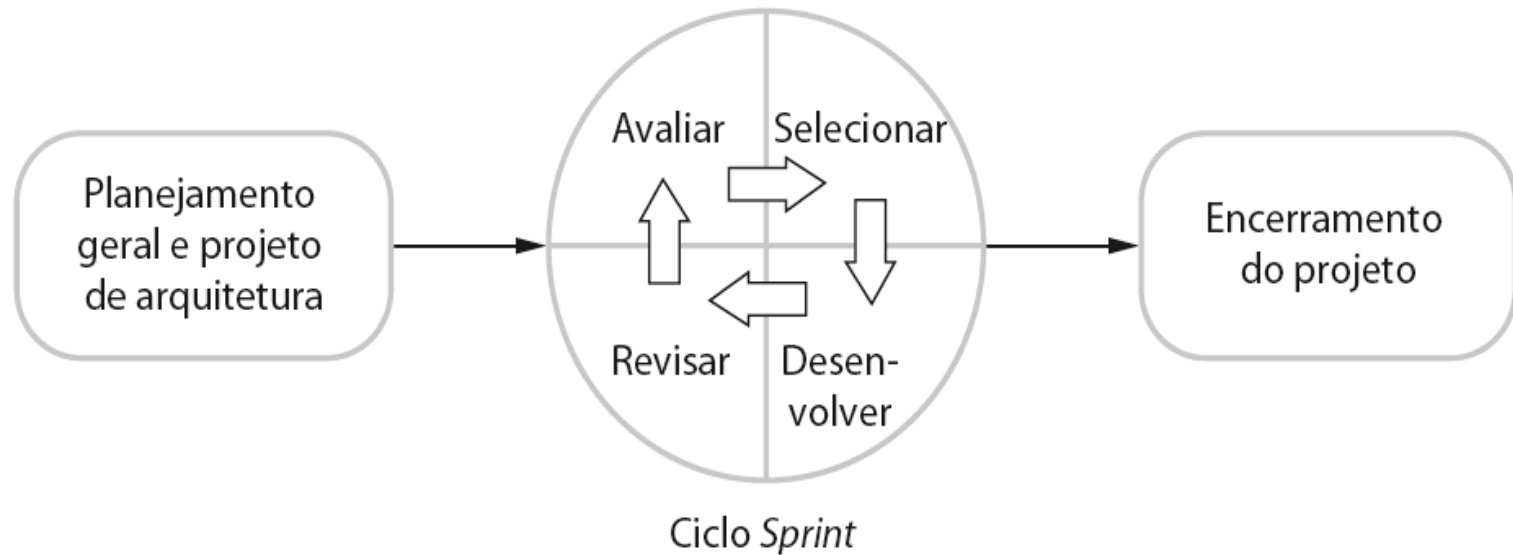 Planejamento
geral e projeto
de arquitetura
Avaliar
Selecionar
Revisar
Desen-
volver
Encerramento
do projeto
Ciclo Sprint